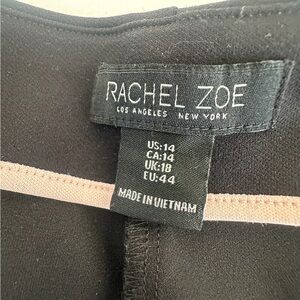 RACHEL ZOE
LOS ANGELES NEW YORK
US:14
CA:14
UK:18
EU:44
MADE IN VIETNAM